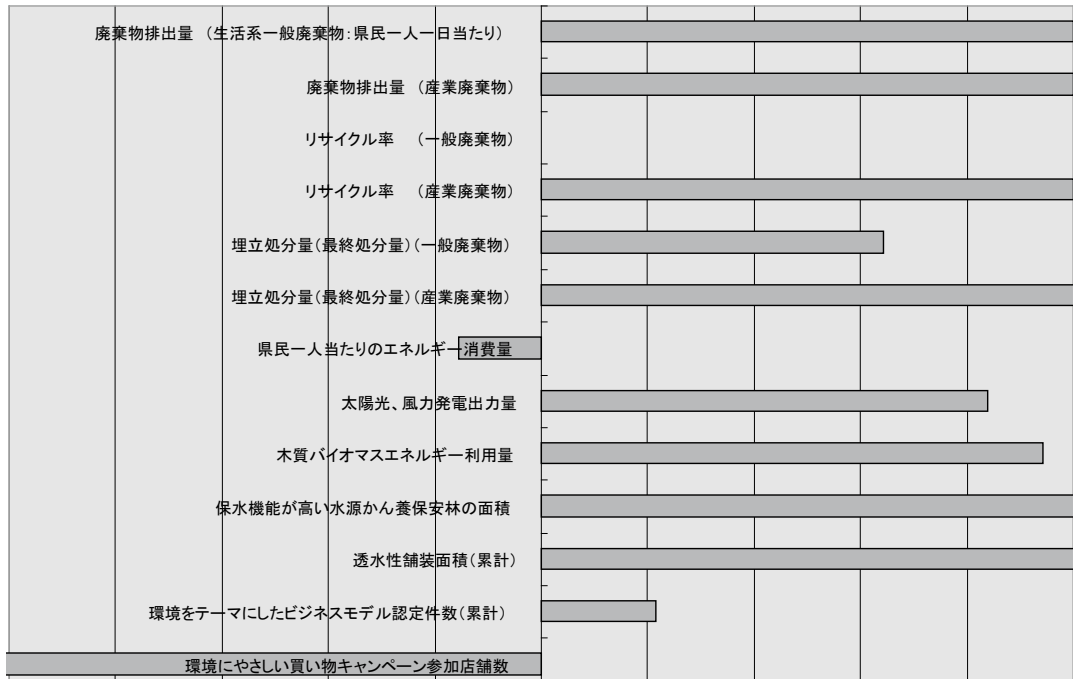 廃棄物排出量　（生活系一般廃棄物：県民一人一日当たり）
廃棄物排出量　（産業廃棄物）
リサイクル率　（一般廃棄物）
リサイクル率　（産業廃棄物）
埋立処分量（最終処分量）（一般廃棄物）
埋立処分量（最終処分量）（産業廃棄物）
県民一人当たりのエネルギー消費量
太陽光、風力発電出力量
木質バイオマスエネルギー利用量
保水機能が高い水源かん養保安林の面積
透水性舗装面積（累計）
環境をテーマにしたビジネスモデル認定件数（累計）
環境にやさしい買い物キャンペーン参加店舗数